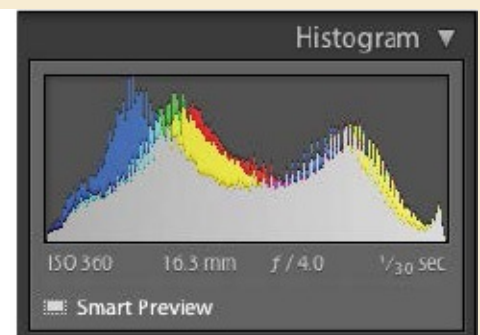 Histogram ▼
ISO 360 16.3 mm ƒ / 4.0 1/30 sec
Smart Preview